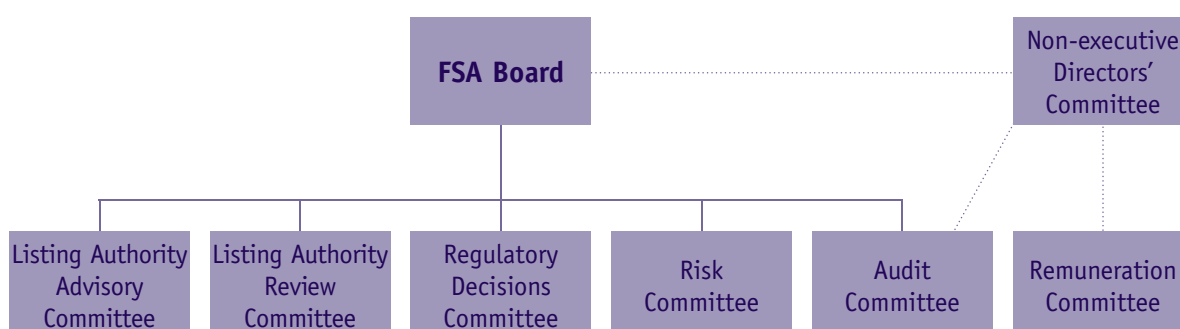 FSA Board
Non-executive
Directors’
Committee
Listing Authority
Advisory
Committee
Listing Authority
Review
Committee
Regulatory
Decisions
Committee
Risk
Committee
Audit
Committee
Remuneration
Committee